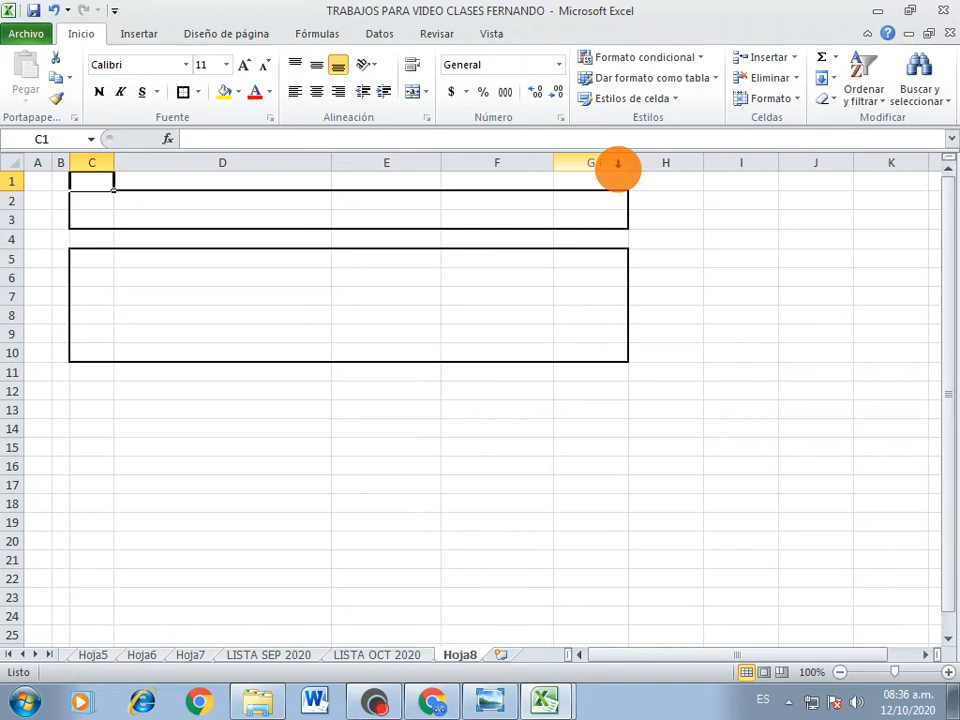 TRABAJOS PARA VIDEO CLASES FERNANDO - Microsoft Excel
Archivo Inicio Insertar Diseño de página Fórmulas Datos Revisar Vista
Pegar
Calibri 11
N K S
A A
A
General
$ % 000
Formato condicional
Dar formato como tabla
Estilos de celda
Insertar
Eliminar
Formato
Σ
Ordenar y filtrar
Buscar y seleccionar
Portapape... Fuente Alineación Número Estilos Celdas Modificar
C1 fx
A B C D E F G H I J K
1
2
3
4
5
6
7
8
9
10
11
12
13
14
15
16
17
18
19
20
21
22
23
24
25
Hoja5 Hoja6 Hoja7 LISTA SEP 2020 LISTA OCT 2020 Hoja8
Listo 100%
ES 08:36 a.m.
12/10/2020